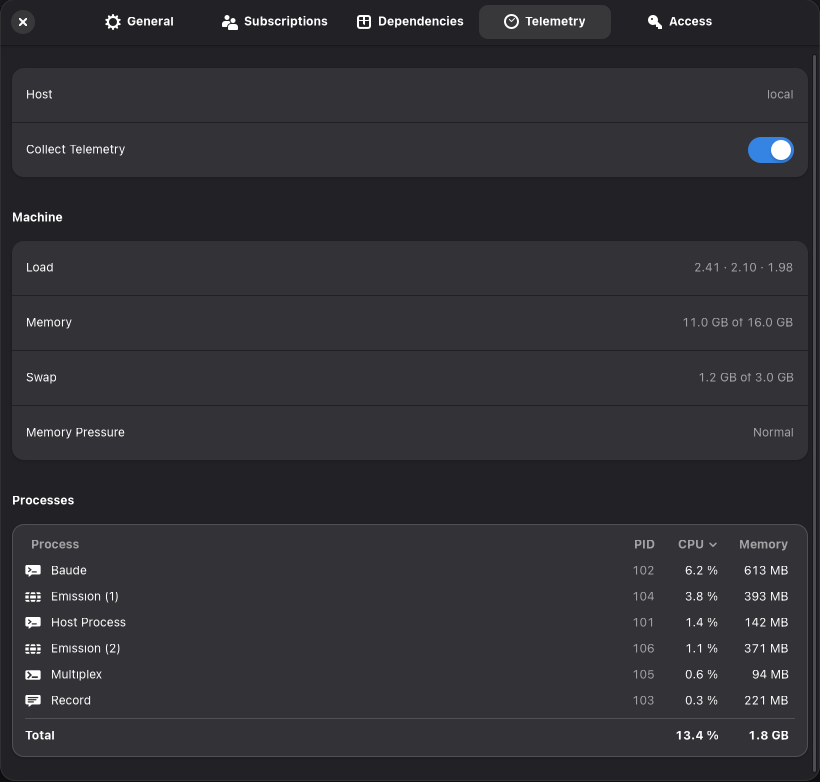 General Subscriptions Dependencies Telemetry Access
Host local
Collect Telemetry
Machine
Load 2.41 · 2.10 · 1.98
Memory 11.0 GB of 16.0 GB
Swap 1.2 GB of 3.0 GB
Memory Pressure Normal
Processes
Process PID CPU Memory
Baude 102 6.2 % 613 MB
Emission (1) 104 3.8 % 393 MB
Host Process 101 1.4 % 142 MB
Emission (2) 106 1.1 % 371 MB
Multiplex 105 0.6 % 94 MB
Record 103 0.3 % 221 MB
Total 13.4 % 1.8 GB